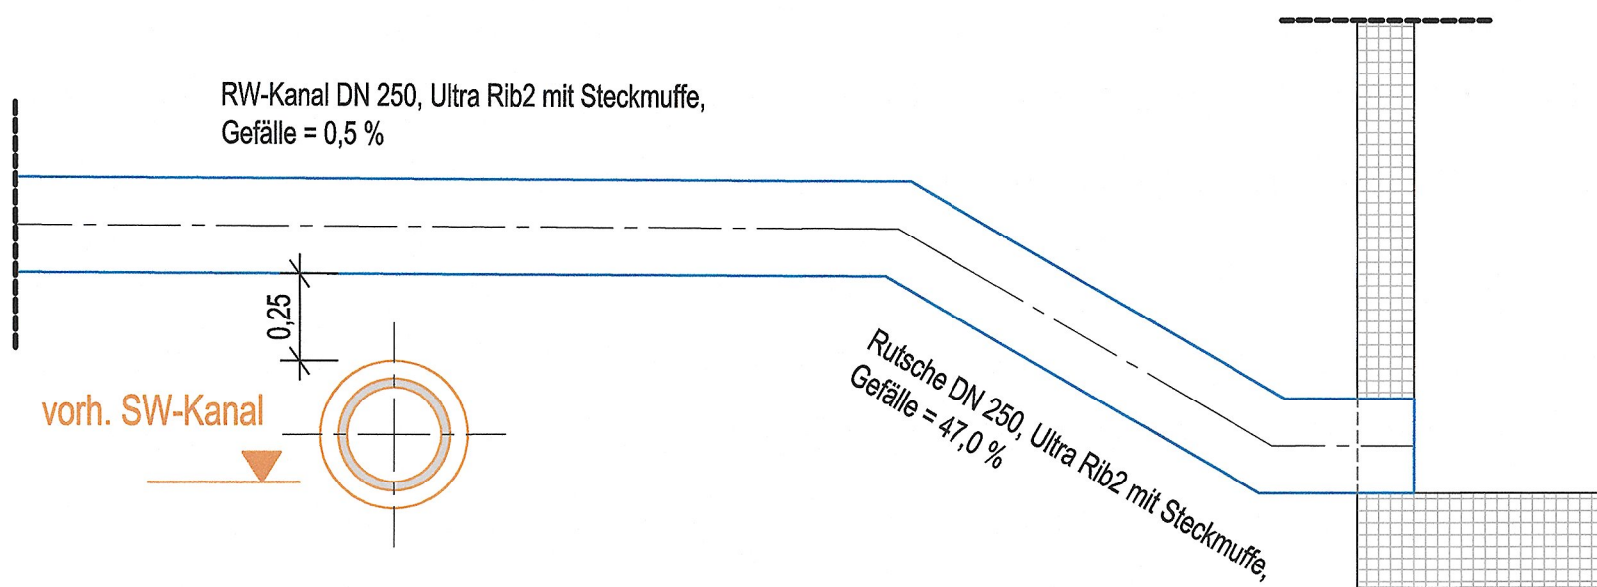 RW-Kanal DN 250, Ultra Rib2 mit Steckmuffe,
Gefälle = 0,5 %
0,25
vorh. SW-Kanal
Rutsche DN 250, Ultra Rib2 mit Steckmuffe,
Gefälle = 47,0 %